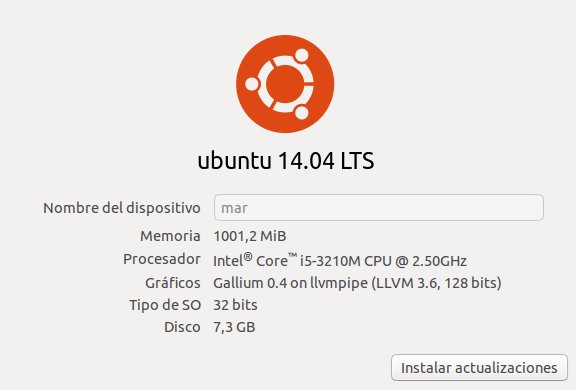 ubuntu 14.04 LTS
Nombre del dispositivo mar
Memoria 1001,2 MiB
Procesador Intel® Core™ i5-3210M CPU @ 2.50GHz
Gráficos Gallium 0.4 on llvmpipe (LLVM 3.6, 128 bits)
Tipo de SO 32 bits
Disco 7,3 GB
Instalar actualizaciones